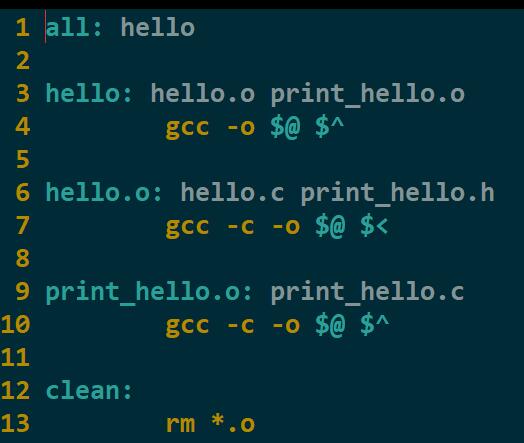 1 all: hello
2
3 hello: hello.o print_hello.o
4 gcc -o $@ $^
5
6 hello.o: hello.c print_hello.h
7 gcc -c -o $@ $<
8
9 print_hello.o: print_hello.c
10 gcc -c -o $@ $^
11
12 clean:
13 rm *.o